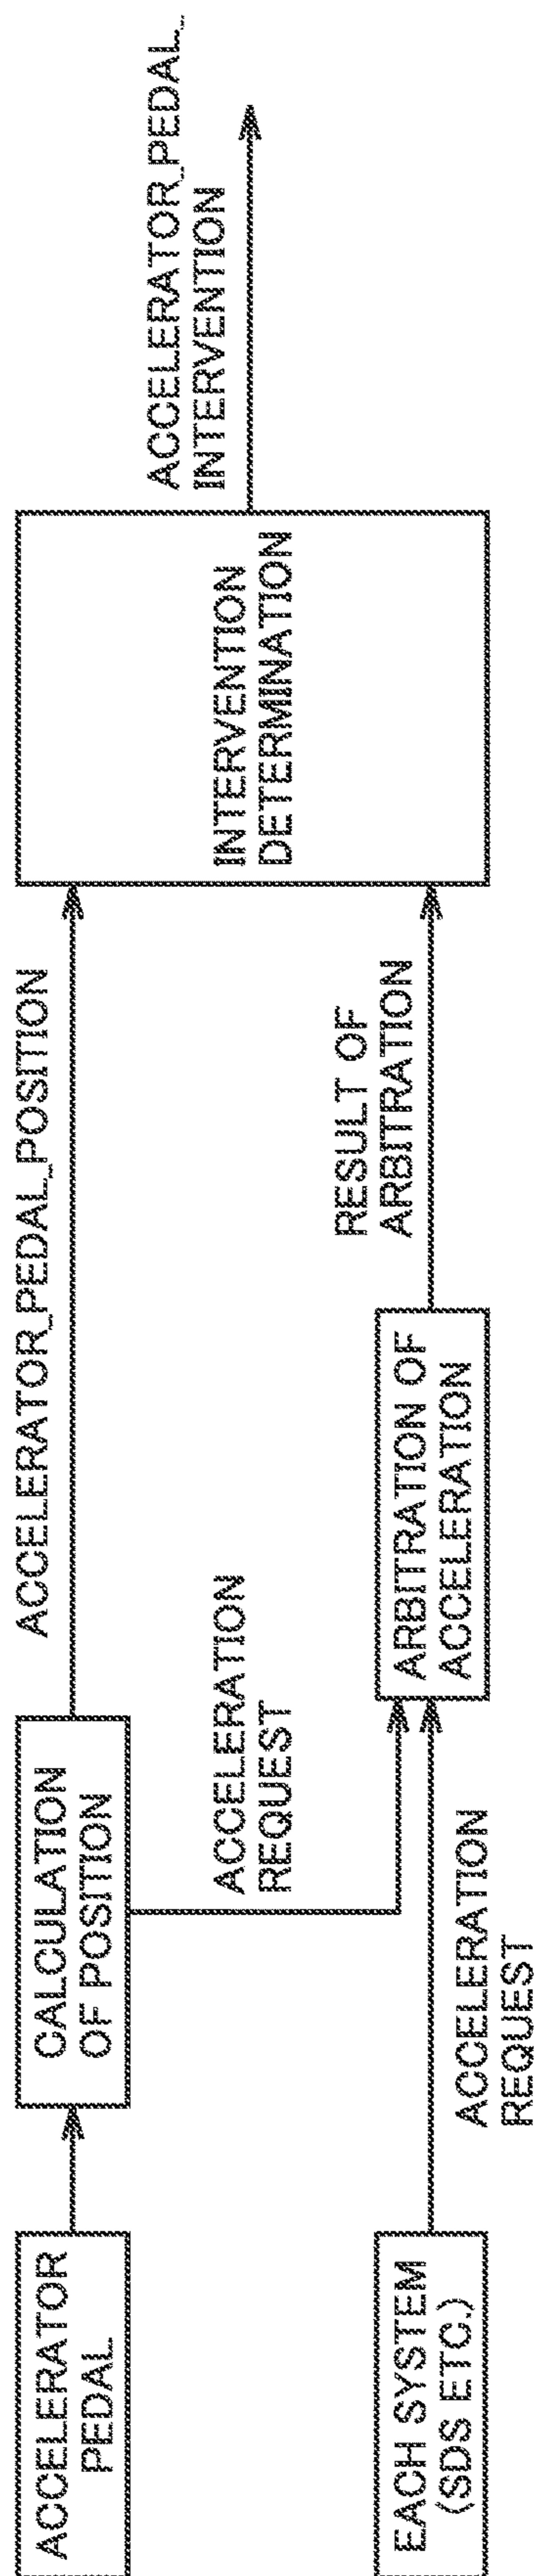 ACCELERATOR
PEDAL
CALCULATION
OF POSITION
ACCELERATOR_PEDAL_POSITION
ACCELERATION
REQUEST
EACH SYSTEM
(SDS ETC.)
ACCELERATION
REQUEST
ARBITRATION OF
ACCELERATION
RESULT OF
ARBITRATION
INTERVENTION
DETERMINATION
ACCELERATOR_PEDAL_
INTERVENTION